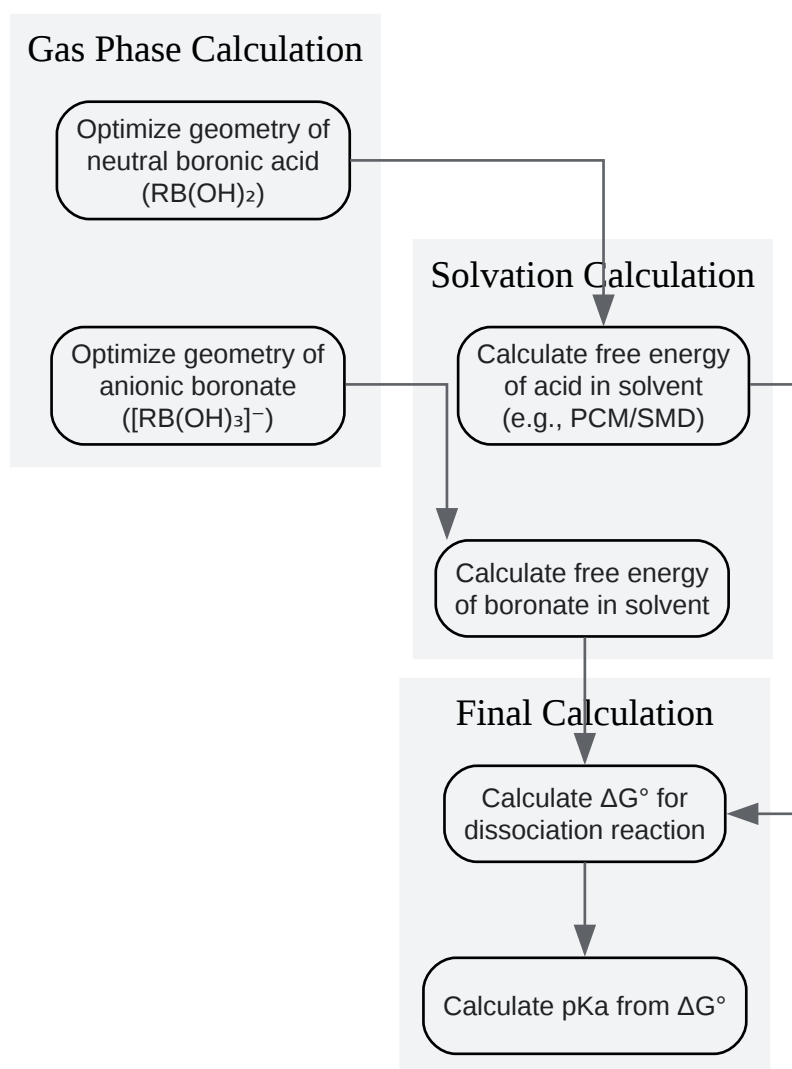 Gas Phase Calculation
Optimize geometry of
neutral boronic acid
(RB(OH)₂)
Optimize geometry of
anionic boronate
([RB(OH)₃]⁻)
Solvation Calculation
Calculate free energy
of acid in solvent
(e.g., PCM/SMD)
Calculate free energy
of boronate in solvent
Final Calculation
Calculate ΔG° for
dissociation reaction
Calculate pKa from ΔG°